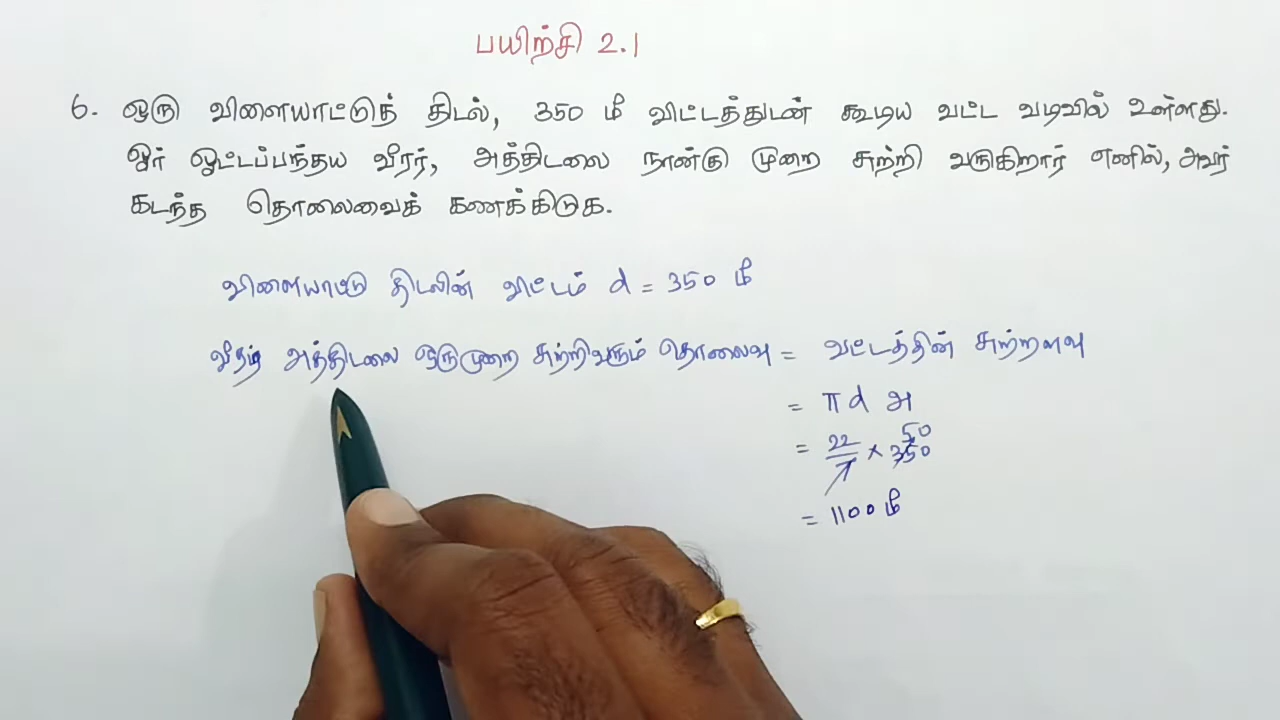 பயிற்சி 2.1
6. ஒரு விளையாட்டுத் திடல், 350 மீ விட்டத்துடன் கூடிய வட்ட வடிவில் உள்ளது.
ஓர் ஓட்டப்பந்தய வீரர், அத்திடலை நான்கு முறை சுற்றி வருகிறார் எனில், அவர்
கடந்த தொலைவைக் கணக்கிடுக.
விளையாட்டு திடலின் விட்டம் d = 350 மீ
வீரர் அத்திடலை ஒருமுறை சுற்றிவரும் தொலைவு = வட்டத்தின் சுற்றளவு
= π d அ
= 22/7 × 350 50
= 1100 மீ